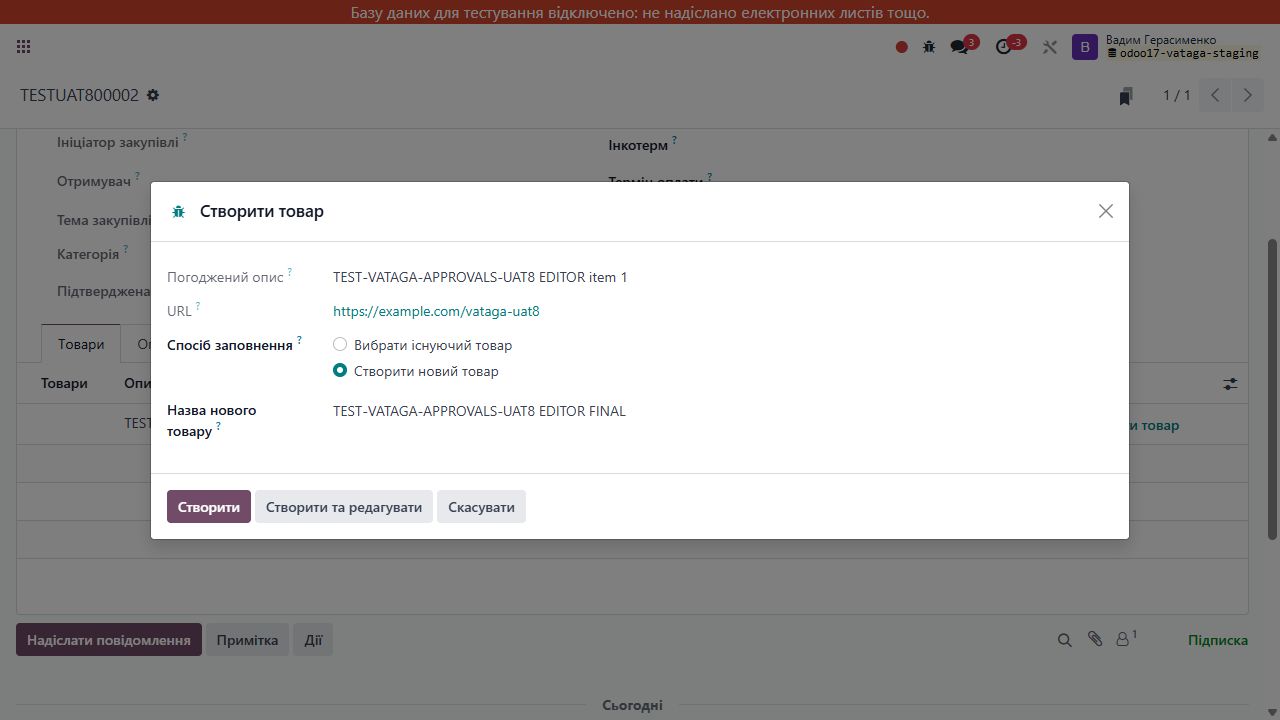 Базу даних для тестування відключено: не надіслано електронних листів тощо.
3
-3
В
Вадим Герасименко
odoo17-vataga-staging
TESTUAT800002
1 / 1
Ініціатор закупівлі ?
Інкотерм ?
Отримувач ?
Термін оплати ?
Тема закупівлі
Категорія ?
Підтверджена
Товари
Оп
Товари
Опи
TEST
и товар
Створити товар
Погоджений опис ?
TEST-VATAGA-APPROVALS-UAT8 EDITOR item 1
URL ?
https://example.com/vataga-uat8
Спосіб заповнення ?
Вибрати існуючий товар
Створити новий товар
Назва нового
товару ?
TEST-VATAGA-APPROVALS-UAT8 EDITOR FINAL
Створити
Створити та редагувати
Скасувати
Надіслати повідомлення
Примітка
Дії
1
Підписка
Сьогодні